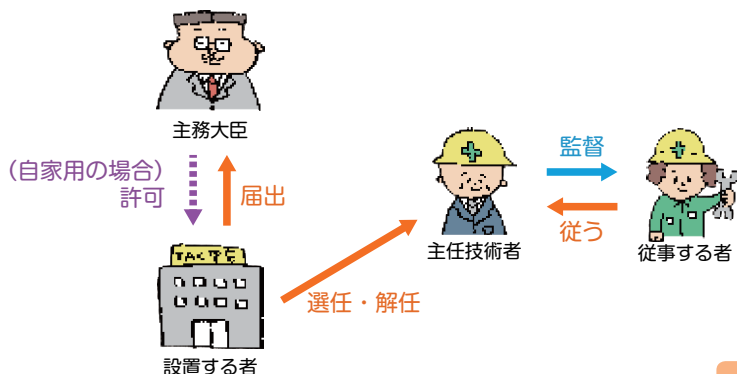 主務大臣
(自家用の場合)
許可
届出
監督
従う
主任技術者
従事する者
選任・解任
設置する者